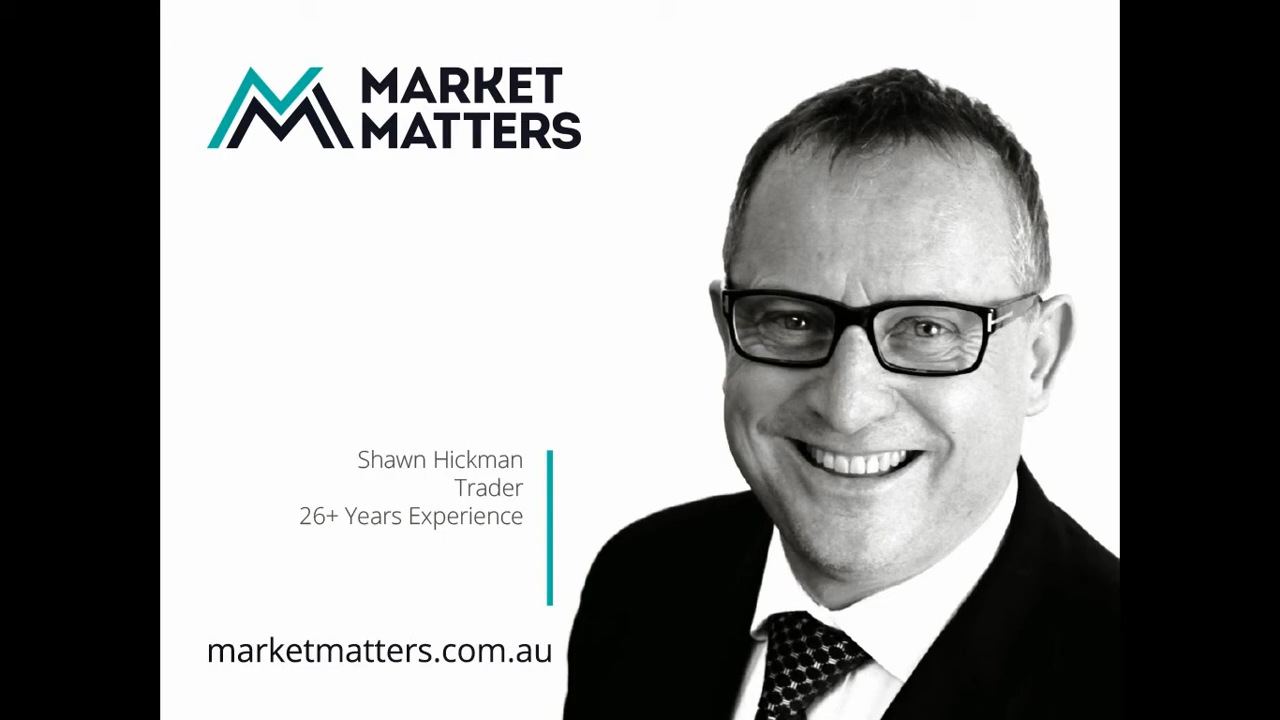 MARKET
MATTERS
Shawn Hickman
Trader
26+ Years Experience
marketmatters.com.au